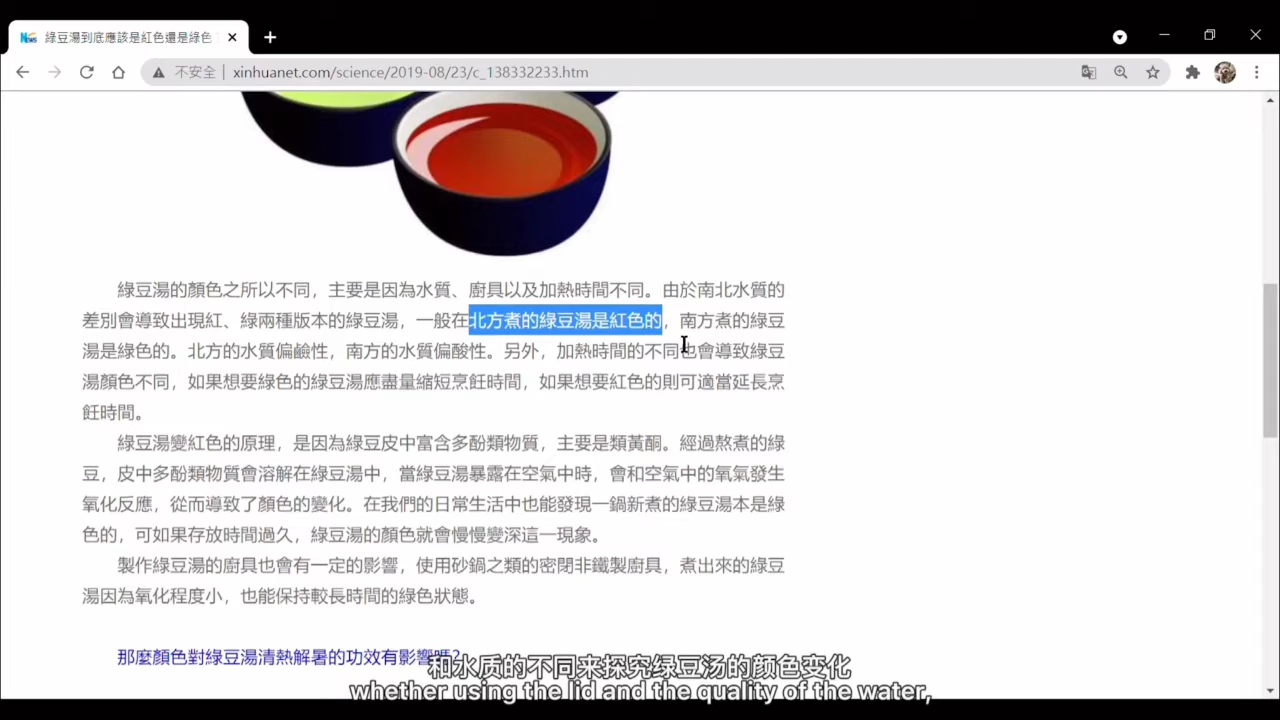 綠豆湯到底應該是紅色還是綠色
不安全
xinhuanet.com/science/2019-08/23/c_138332233.htm
綠豆湯的顏色之所以不同，主要是因為水質、廚具以及加熱時間不同。由於南北水質的
差別會導致出現紅、綠兩種版本的綠豆湯，一般在北方煮的綠豆湯是紅色的，南方煮的綠豆
湯是綠色的。北方的水質偏鹼性，南方的水質偏酸性。另外，加熱時間的不同也會導致綠豆
湯顏色不同，如果想要綠色的綠豆湯應盡量縮短烹飪時間，如果想要紅色的則可適當延長烹
飪時間。
綠豆湯變紅色的原理，是因為綠豆皮中富含多酚類物質，主要是類黃酮。經過熬煮的綠
豆，皮中多酚類物質會溶解在綠豆湯中，當綠豆湯暴露在空氣中時，會和空氣中的氧氣發生
氧化反應，從而導致了顏色的變化。在我們的日常生活中也能發現一鍋新煮的綠豆湯本是綠
色的，可如果存放時間過久，綠豆湯的顏色就會慢慢變深這一現象。
製作綠豆湯的廚具也會有一定的影響，使用砂鍋之類的密閉非鐵製廚具，煮出來的綠豆
湯因為氧化程度小，也能保持較長時間的綠色狀態。
那麼顏色對綠豆湯清熱解暑的功效有影響嗎？
和水质的不同来探究绿豆汤的颜色变化
whether using the lid and the quality of the water,